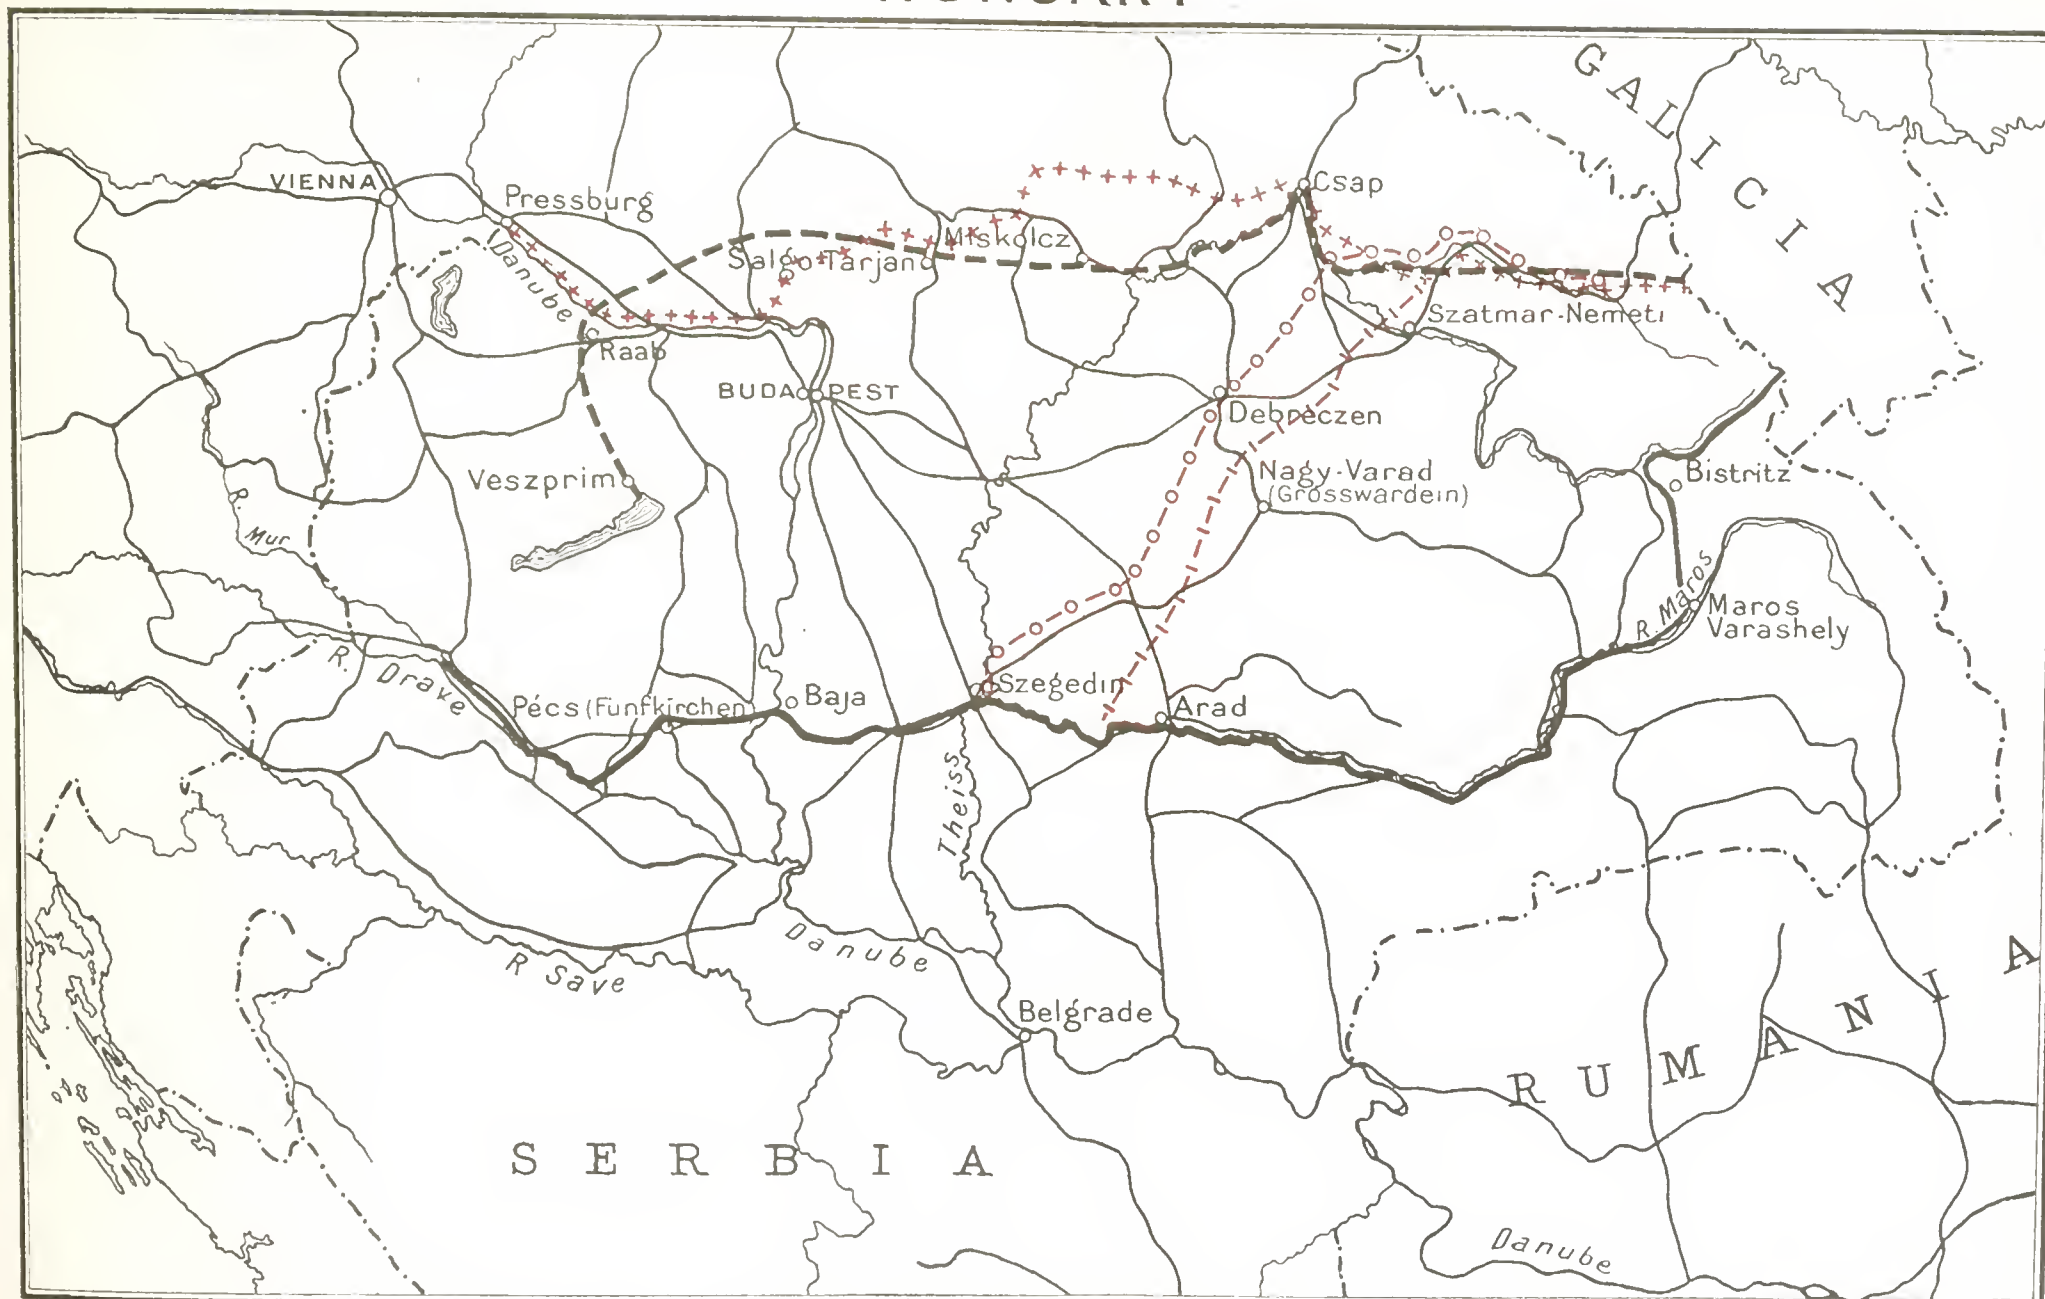 HUNGARY
GALICIA
VIENNA
Pressburg
Csap
Danube
Miskolcz
Salgo-Tarjan
Szatmar-Nemeti
Raab
BUDA PEST
Debreczen
Veszprim
Nagy-Varad
(Grosswardein)
Bistritz
R. Mur
R. Maros
Maros
Varashely
R. Drave
Pécs (Funfkirchen)
Baja
Szegedin
Arad
Theiss
Danube
R Save
Belgrade
RUMANIA
SERBIA
Danube